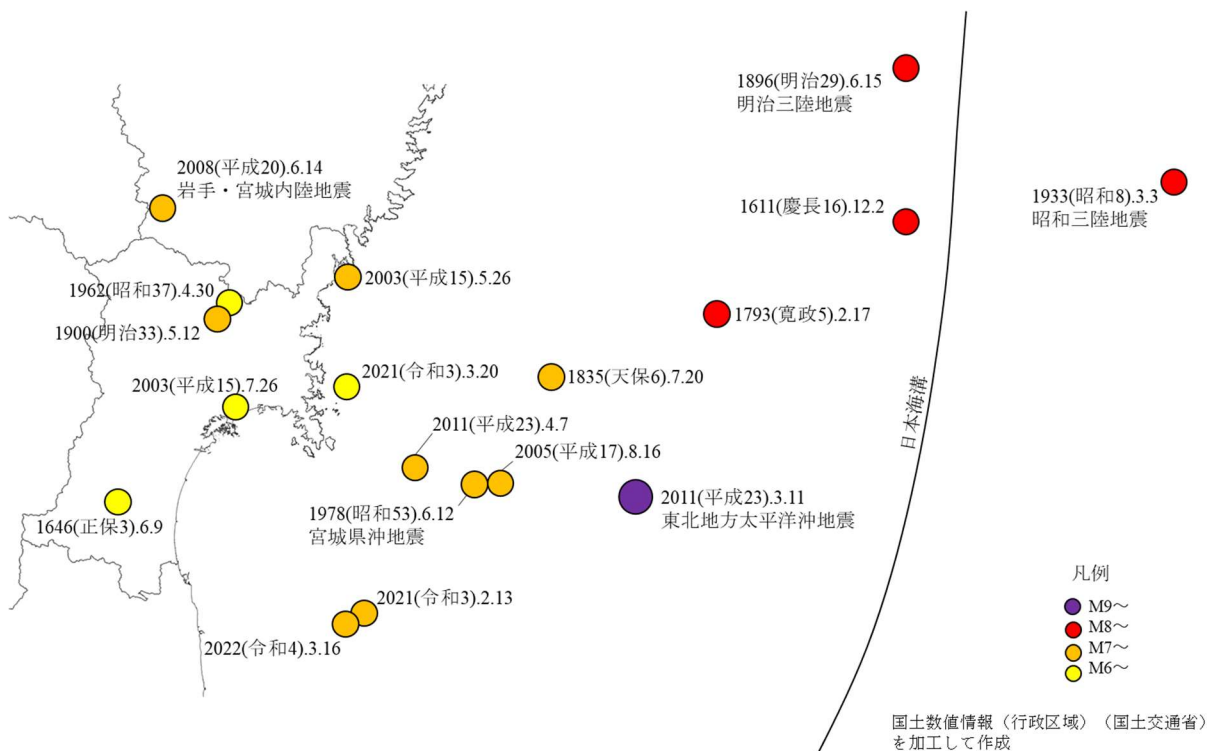 1896(明治29).6.15
明治三陸地震
2008(平成20).6.14
岩手・宮城内陸地震
1933(昭和8).3.3
昭和三陸地震
1611(慶長16).12.2
2003(平成15).5.26
1962(昭和37).4.30
1900(明治33).5.12
1793(寛政5).2.17
2021(令和3).3.20
1835(天保6).7.20
2003(平成15).7.26
日本海溝
2011(平成23).4.7
2005(平成17).8.16
1978(昭和53).6.12
宮城県沖地震
2011(平成23).3.11
東北地方太平洋沖地震
1646(正保3).6.9
2021(令和3).2.13
2022(令和4).3.16
凡例
M9～
M8～
M7～
M6～
国土数値情報（行政区域）（国土交通省）
を加工して作成